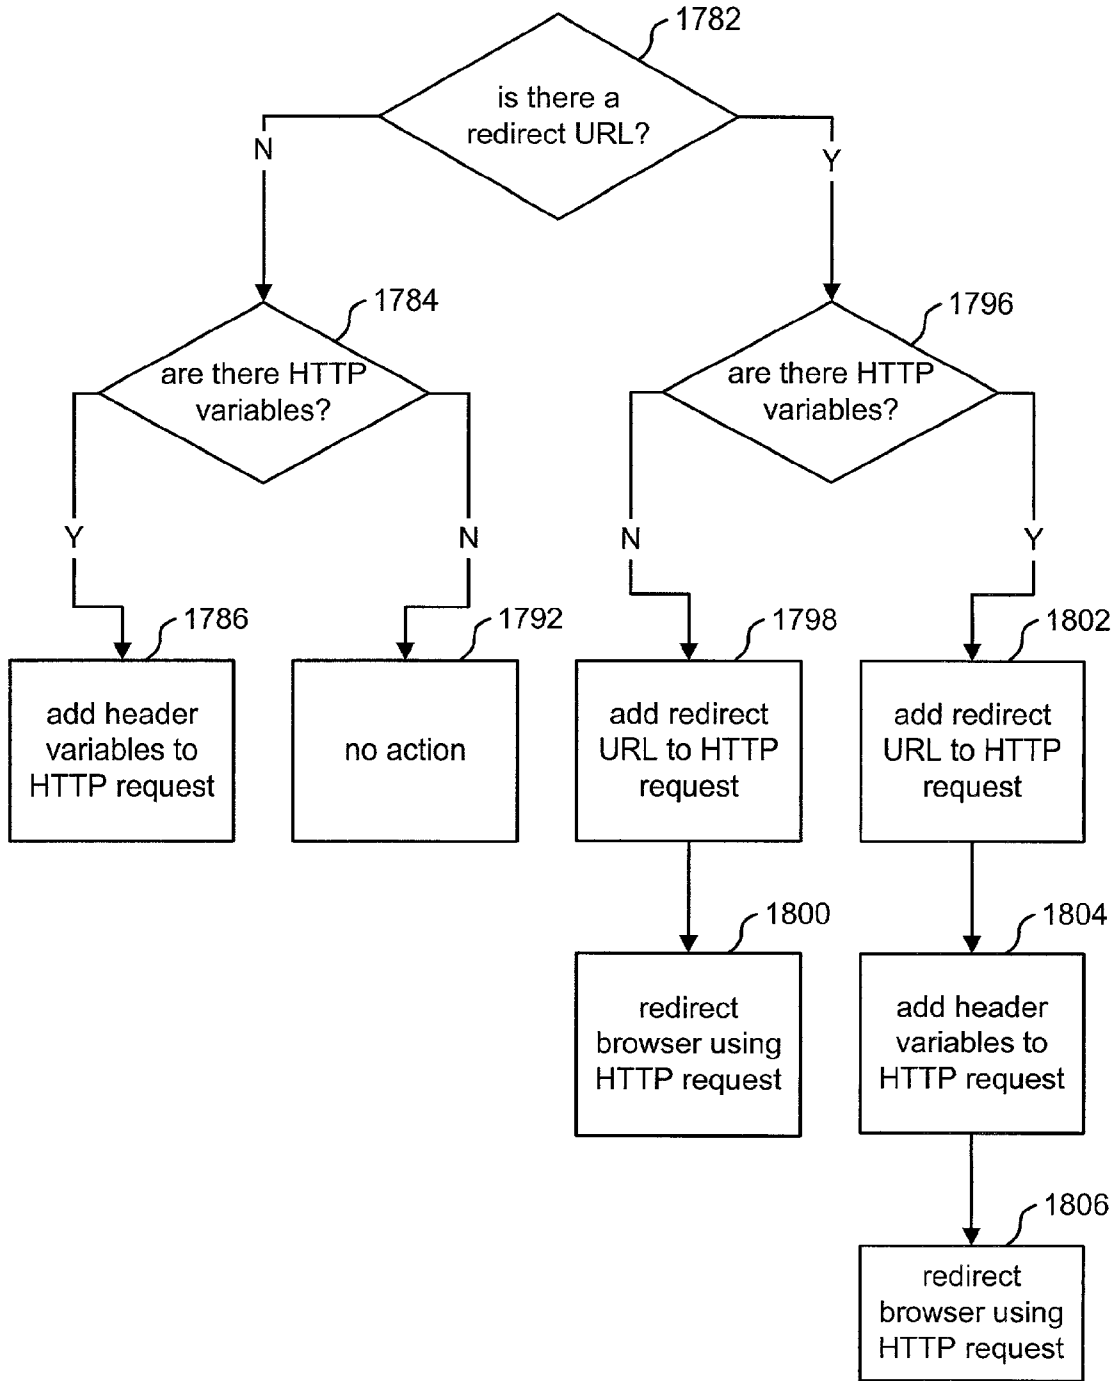 1782
is there a
redirect URL?
N
Y
1784
are there HTTP
variables?
1796
are there HTTP
variables?
Y
N
N
Y
1786
add header
variables to
HTTP request
1792
no action
1798
add redirect
URL to HTTP
request
1802
add redirect
URL to HTTP
request
1800
redirect
browser using
HTTP request
1804
add header
variables to
HTTP request
1806
redirect
browser using
HTTP request